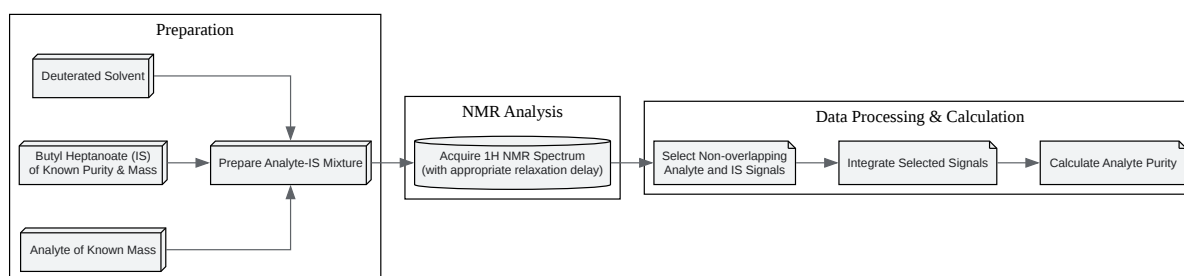 Preparation
Deuterated Solvent
Butyl Heptanoate (IS)
of Known Purity & Mass
Analyte of Known Mass
Prepare Analyte-IS Mixture
NMR Analysis
Acquire 1H NMR Spectrum
(with appropriate relaxation delay)
Data Processing & Calculation
Select Non-overlapping
Analyte and IS Signals
Integrate Selected Signals
Calculate Analyte Purity